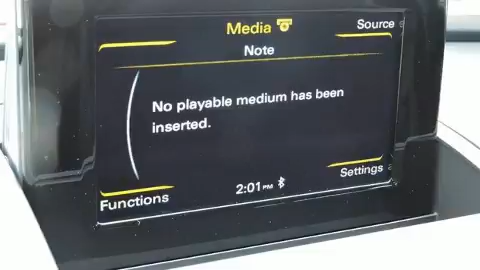 Media
Source
Note
No playable medium has been
inserted.
Settings
2:01 PM
Functions